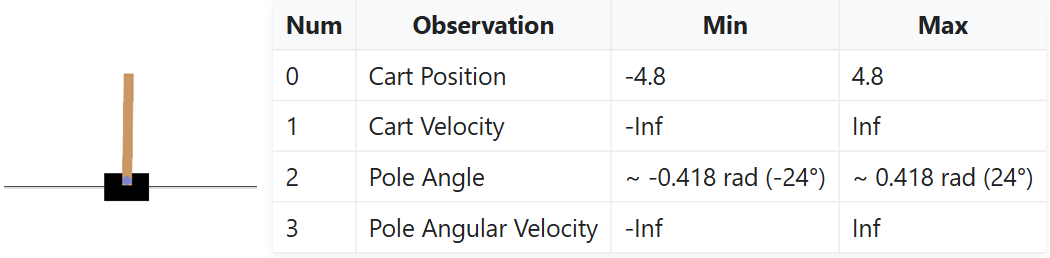 Num Observation Min Max
0 Cart Position -4.8 4.8
1 Cart Velocity -Inf Inf
2 Pole Angle ~ -0.418 rad (-24°) ~ 0.418 rad (24°)
3 Pole Angular Velocity -Inf Inf